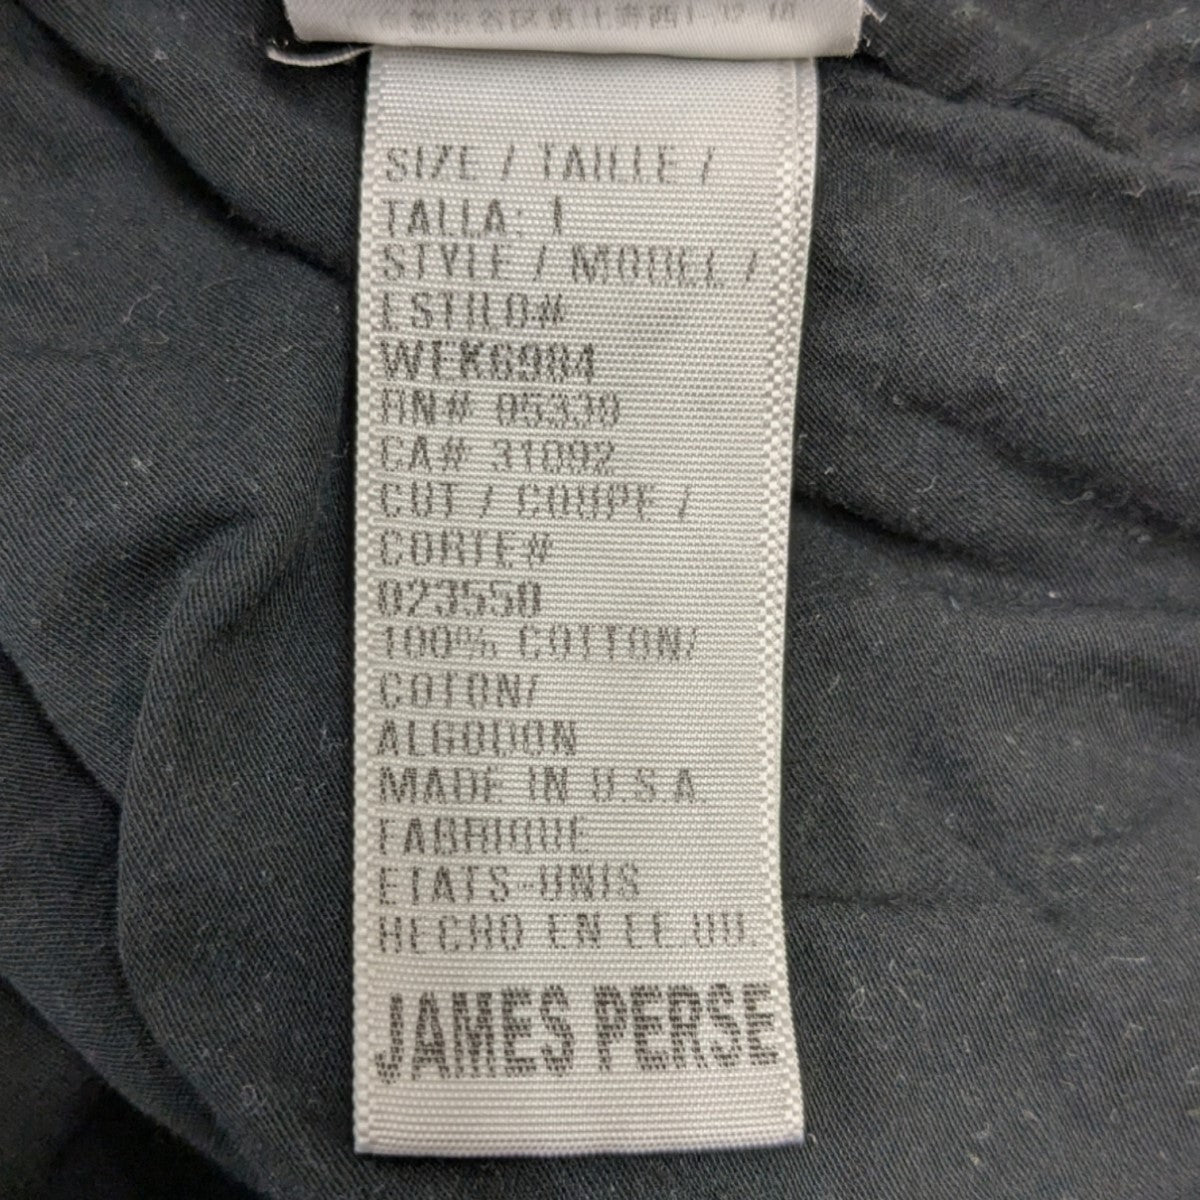 SIZE / TAILLE /
TALLA: 1
STYLE / MODEL /
ESTILO#
WEK6984
RN# 95339
CA# 31092
CUT / COUPE /
CORTE#
023550
100% COTTON/
COTON/
ALGODON
MADE IN U.S.A.
FABRIQUE
ETATS-UNIS
HECHO EN EE.UU.
JAMES PERSE